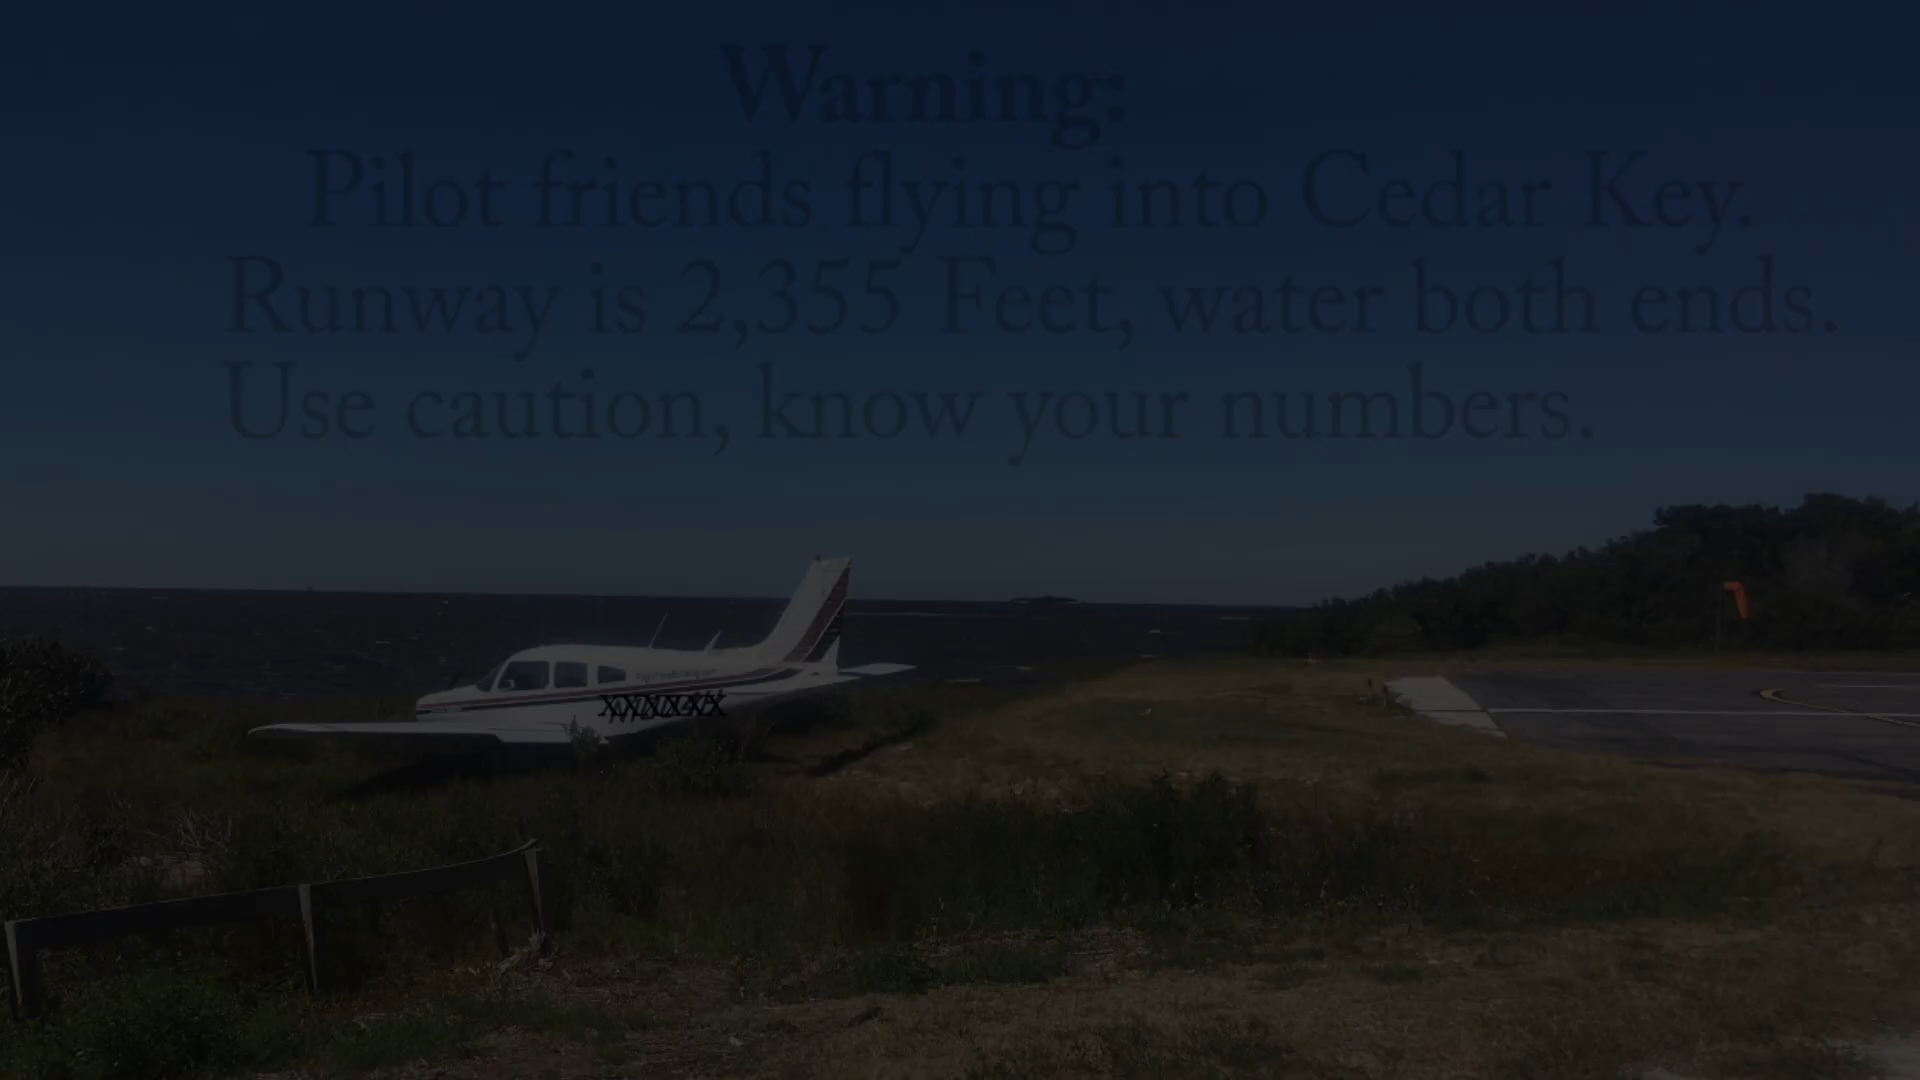 Warning:
Pilot friends flying into Cedar Key.
Runway is 2,355 Feet, water both ends.
Use caution, know your numbers.
XXXXXXX